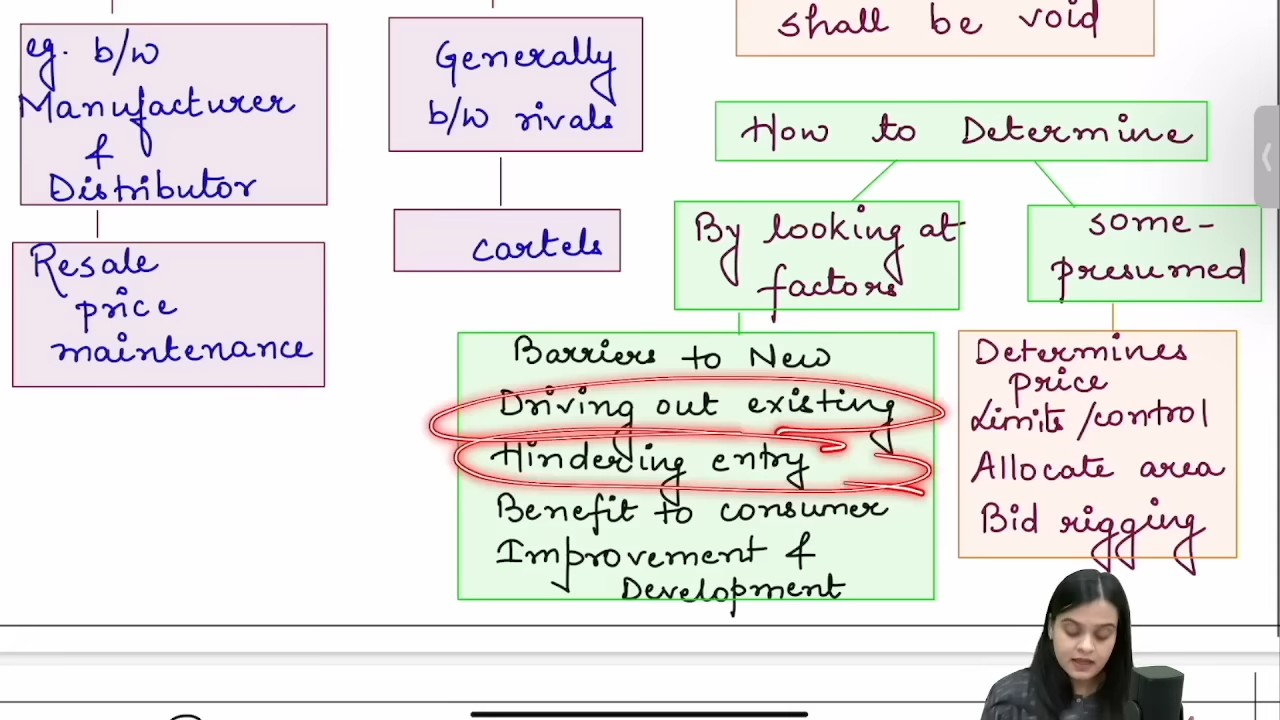 eg. b/w
Manufacturer
&
Distributor
Resale
price
maintenance
Generally
b/w rivals
cartels
shall be void
How to Determine
By looking at
factors
some-
presumed
Barriers to New
Driving out existing
Hindering entry
Benefit to consumer
Improvement &
Development
Determines
price
Limits/control
Allocate area
Bid rigging